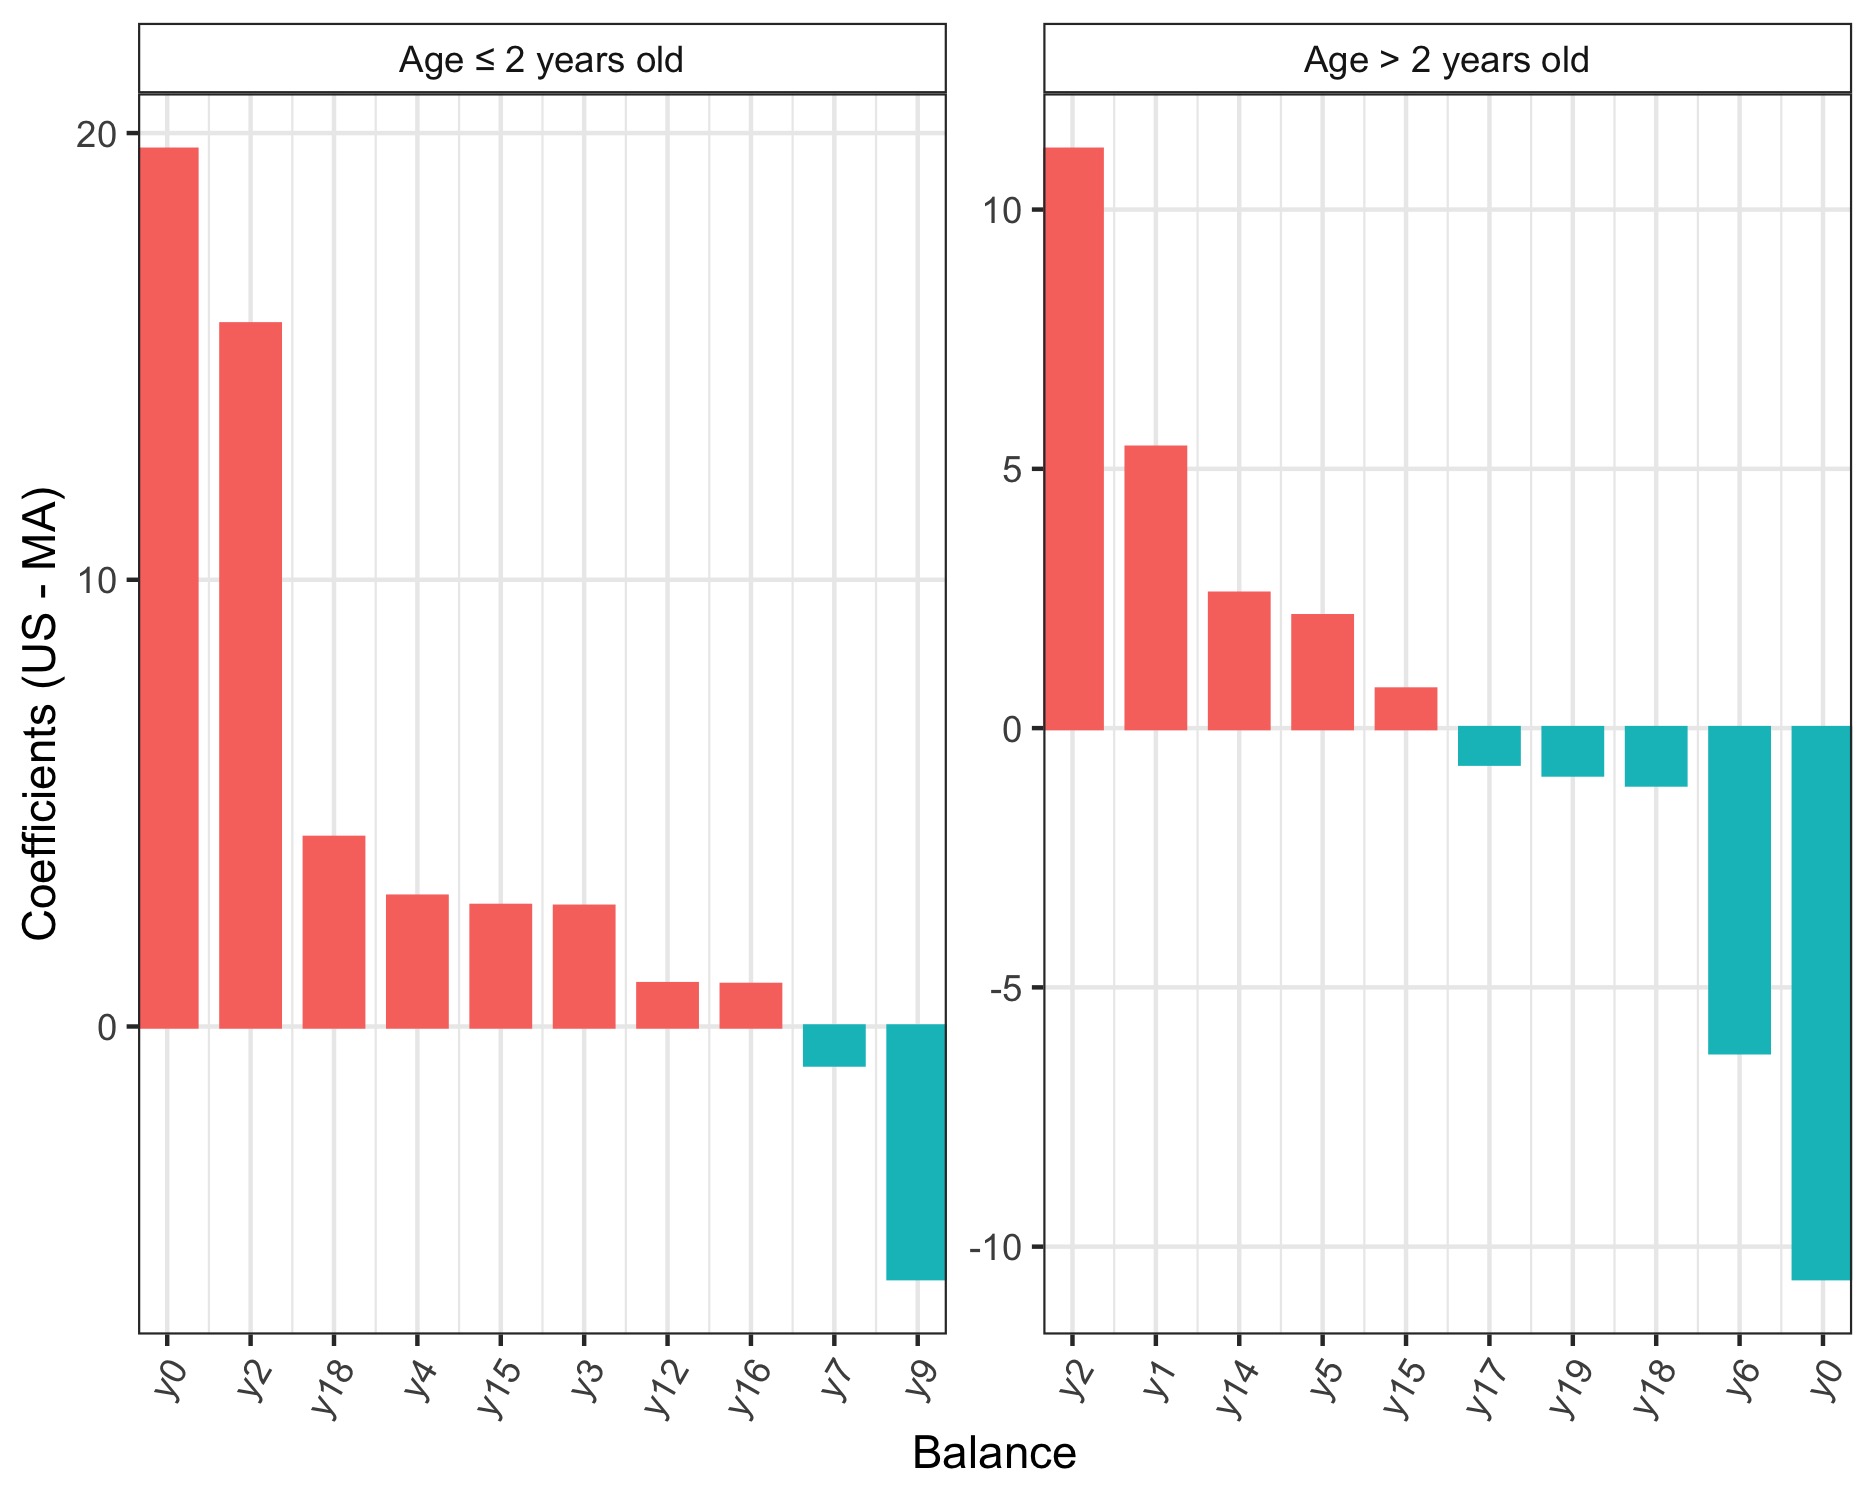 Age ≤ 2 years old
Age > 2 years old
Coefficients (US - MA)
20
10
0
10
5
0
-5
-10
y0 y2 y18 y4 y15 y3 y12 y16 y7 y9
y2 y1 y14 y5 y15 y17 y19 y18 y6 y0
Balance